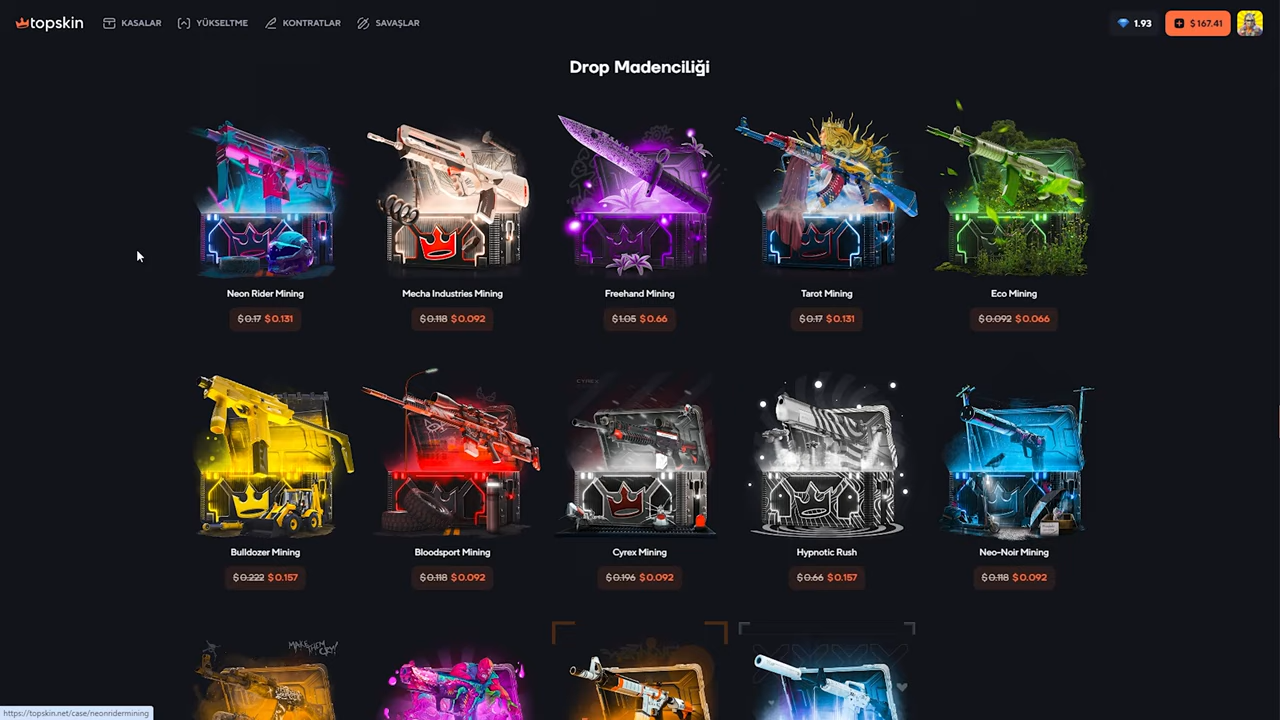 topskin KASALAR YÜKSELTME KONTRATLAR SAVAŞLAR 1.93 $ 167.41
Drop Madenciliği
Neon Rider Mining Mecha Industries Mining Freehand Mining Tarot Mining Eco Mining
$ 0.17 $ 0.131 $ 0.118 $ 0.092 $ 1.05 $ 0.66 $ 0.17 $ 0.131 $ 0.092 $ 0.066
CYREX
Bulldozer Mining Bloodsport Mining Cyrex Mining Hypnotic Rush Neo-Noir Mining
$ 0.222 $ 0.157 $ 0.118 $ 0.092 $ 0.196 $ 0.092 $ 0.66 $ 0.157 $ 0.118 $ 0.092
https://topskin.net/case/neonridermining